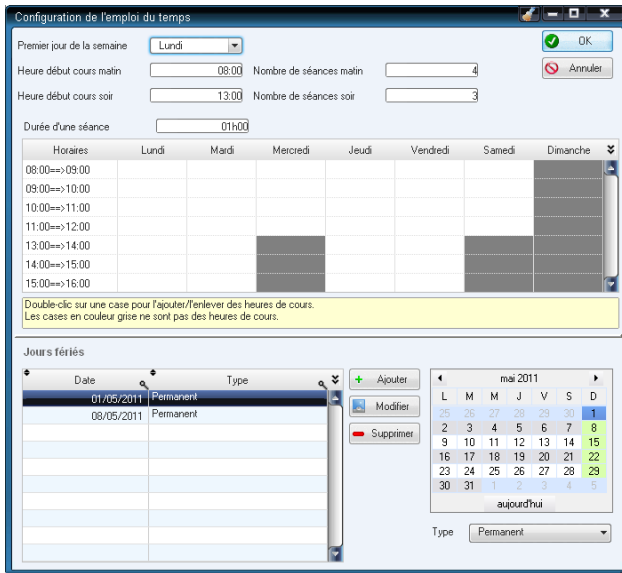 Configuration de l'emploi du temps
Premier jour de la semaine Lundi OK
Heure début cours matin 08:00 Nombre de séances matin 4 Annuler
Heure début cours soir 13:00 Nombre de séances soir 3
Durée d'une séance 01h00
Horaires Lundi Mardi Mercredi Jeudi Vendredi Samedi Dimanche
08:00==>09:00
09:00==>10:00
10:00==>11:00
11:00==>12:00
13:00==>14:00
14:00==>15:00
15:00==>16:00
Double-clic sur une case pour l'ajouter/l'enlever des heures de cours.
Les cases en couleur grise ne sont pas des heures de cours.
Jours fériés
Date Type
01/05/2011 Permanent
08/05/2011 Permanent
Ajouter
Modifier
Supprimer
mai 2011
L M M J V S D
25 26 27 28 29 30 1
2 3 4 5 6 7 8
9 10 11 12 13 14 15
16 17 18 19 20 21 22
23 24 25 26 27 28 29
30 31 1 2 3 4 5
aujourd'hui
Type Permanent